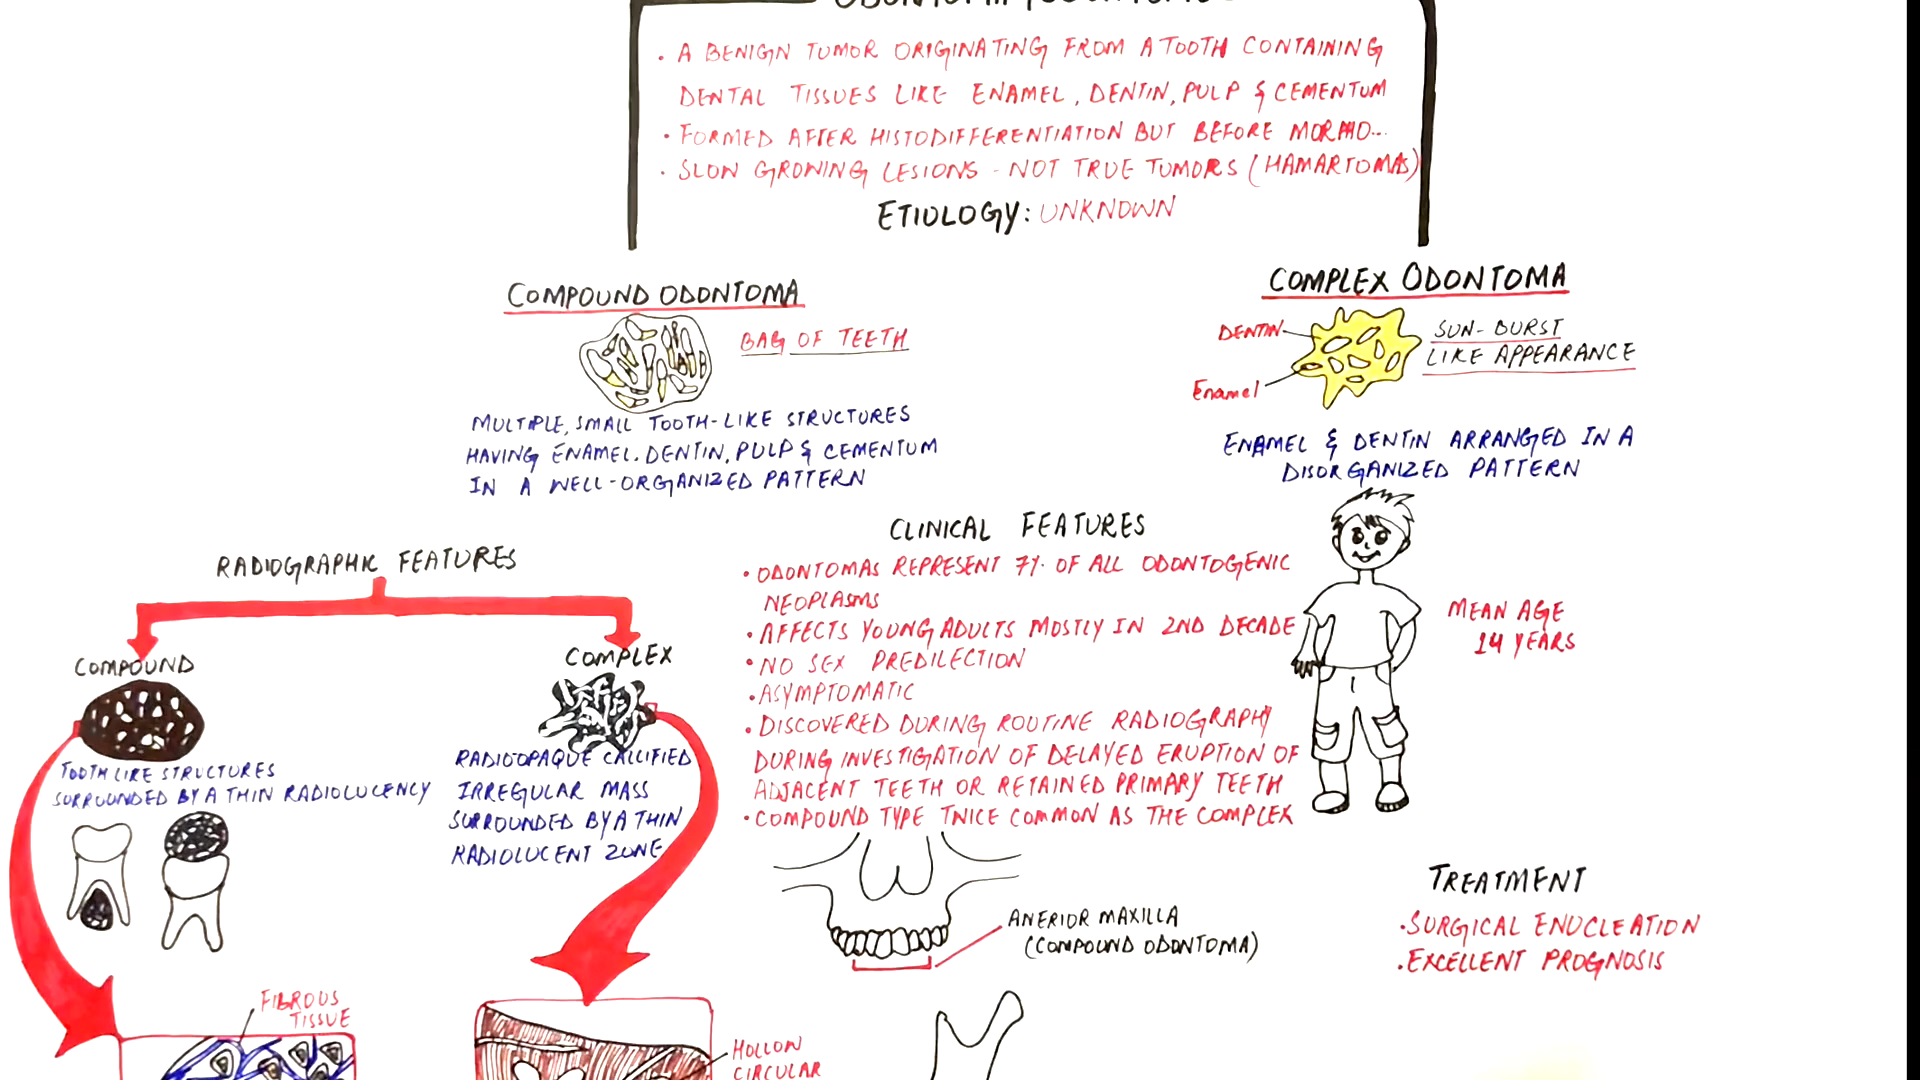 · A BENIGN TUMOR ORIGINATING FROM A TOOTH CONTAINING
DENTAL TISSUES LIKE ENAMEL, DENTIN, PULP & CEMENTUM
· FORMED AFTER HISTODIFFERENTIATION BUT BEFORE MORPHO...
· SLOW GROWING LESIONS - NOT TRUE TUMORS (HAMARTOMAS)
ETIOLOGY: UNKNOWN
COMPOUND ODONTOMA
BAG OF TEETH
MULTIPLE, SMALL TOOTH-LIKE STRUCTURES
HAVING ENAMEL, DENTIN, PULP & CEMENTUM
IN A WELL-ORGANIZED PATTERN
COMPLEX ODONTOMA
DENTIN
Enamel
SUN-BURST
LIKE APPEARANCE
ENAMEL & DENTIN ARRANGED IN A
DISORGANIZED PATTERN
RADIOGRAPHIC FEATURES
COMPOUND
TOOTH LIKE STRUCTURES
SURROUNDED BY A THIN RADIOLUCENCY
COMPLEX
RADIOOPAQUE CALCIFIED
IRREGULAR MASS
SURROUNDED BY A THIN
RADIOLUCENT ZONE
CLINICAL FEATURES
· ODONTOMAS REPRESENT 7% OF ALL ODONTOGENIC
NEOPLASMS
· AFFECTS YOUNG ADULTS MOSTLY IN 2ND DECADE
· NO SEX PREDILECTION
· ASYMPTOMATIC
· DISCOVERED DURING ROUTINE RADIOGRAPHY
DURING INVESTIGATION OF DELAYED ERUPTION OF
ADJACENT TEETH OR RETAINED PRIMARY TEETH
· COMPOUND TYPE TWICE COMMON AS THE COMPLEX
MEAN AGE
14 YEARS
ANERIOR MAXILLA
(COMPOUND ODONTOMA)
TREATMENT
· SURGICAL ENUCLEATION
· EXCELLENT PROGNOSIS
FIBROUS
TISSUE
HOLLOW
CIRCULAR